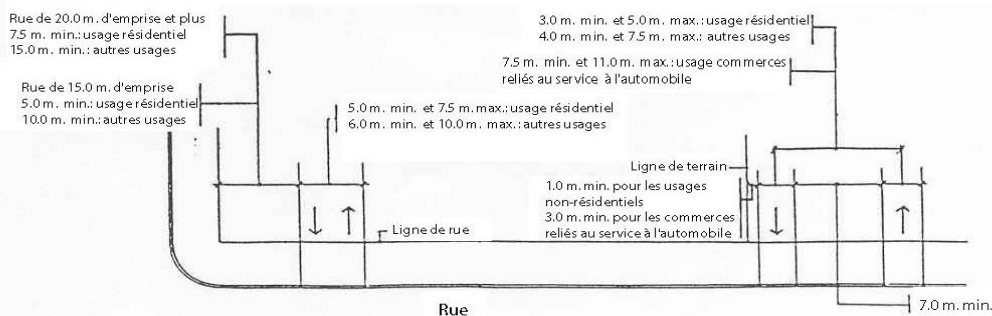 Rue de 20.0 m. d'emprise et plus
7.5 m. min.: usage résidentiel
15.0 m. min.: autres usages
Rue de 15.0 m. d'emprise
5.0 m. min.: usage résidentiel
10.0 m. min.: autres usages
5.0 m. min. et 7.5 m. max.: usage résidentiel
6.0 m. min. et 10.0 m. max.: autres usages
3.0 m. min. et 5.0 m. max.: usage résidentiel
4.0 m. min. et 7.5 m. max.: autres usages
7.5 m. min. et 11.0 m. max.: usage commerces
reliés au service à l'automobile
Ligne de terrain
1.0 m. min. pour les usages
non-résidentiels
3.0 m. min. pour les commerces
reliés au service à l'automobile
Ligne de rue
7.0 m. min.
Rue